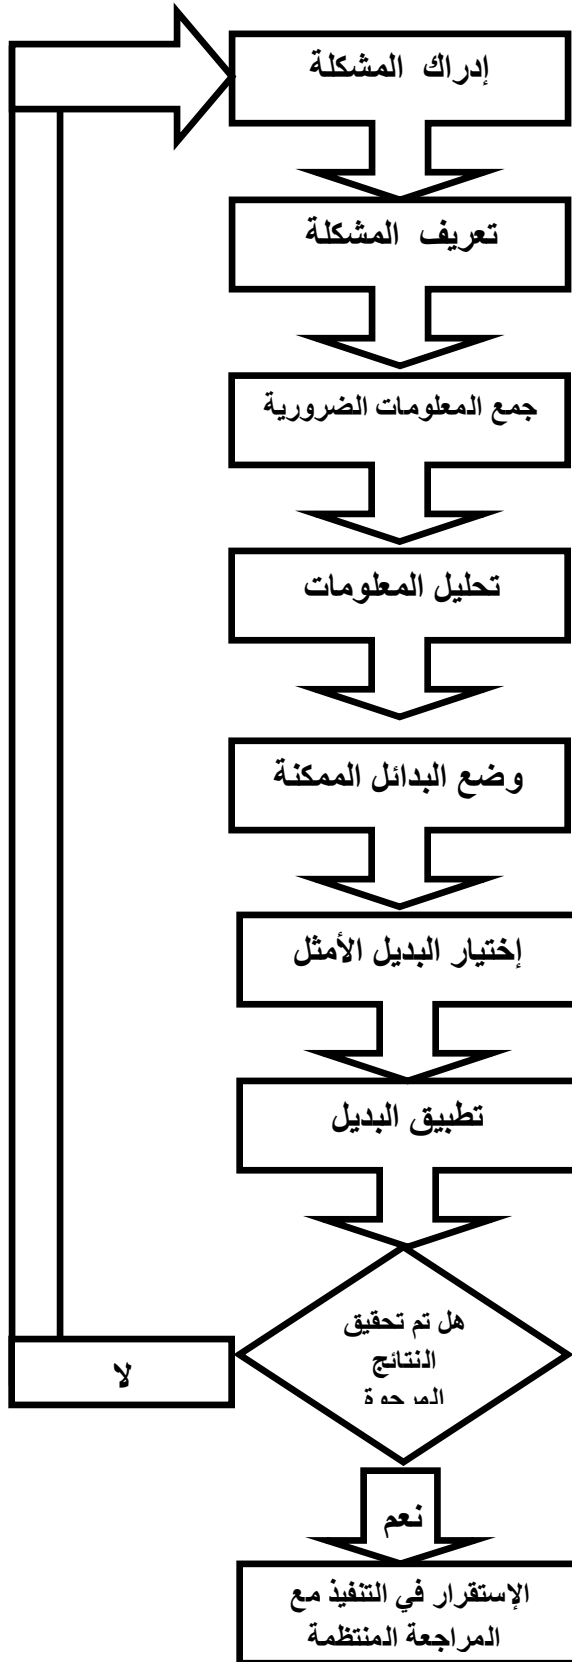 إدراك المشكلة
تعريف المشكلة
جمع المعلومات الضرورية
تحليل المعلومات
وضع البدائل الممكنة
إختيار البديل الأمثل
تطبيق البديل
هل تم تحقيق
النتائج
المرجوة
لا
نعم
الإستقرار في التنفيذ مع
المراجعة المنتظمة